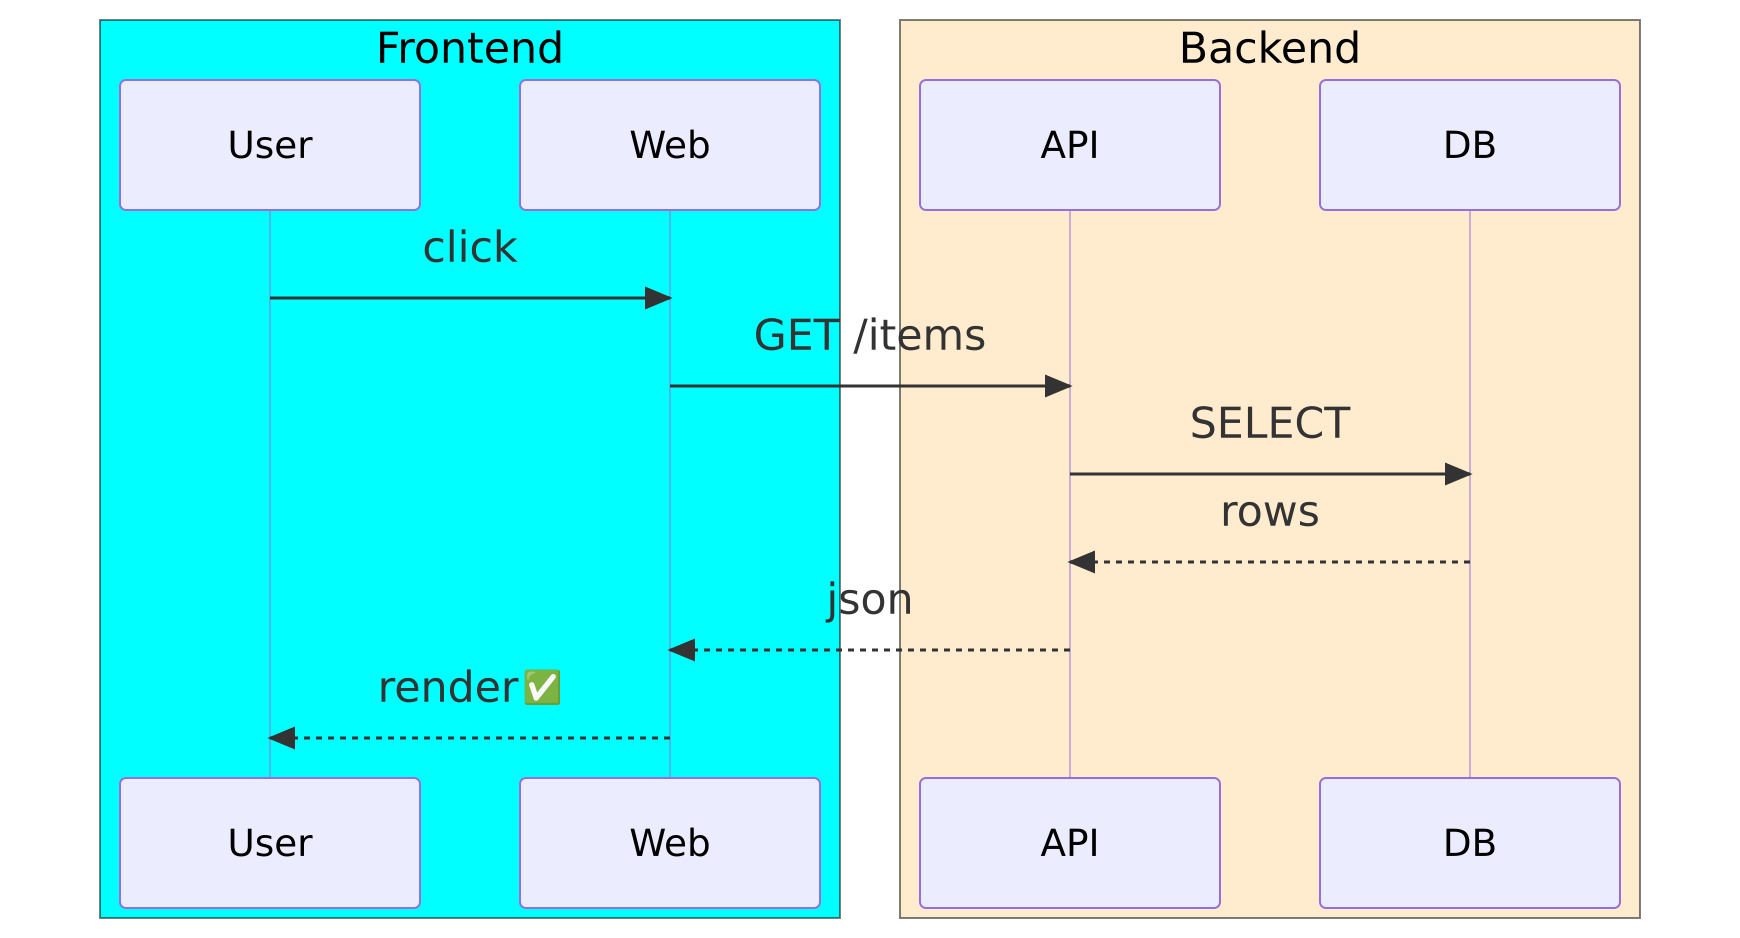 Frontend
Backend
User
Web
API
DB
click
GET /items
SELECT
rows
json
render✅
User
Web
API
DB